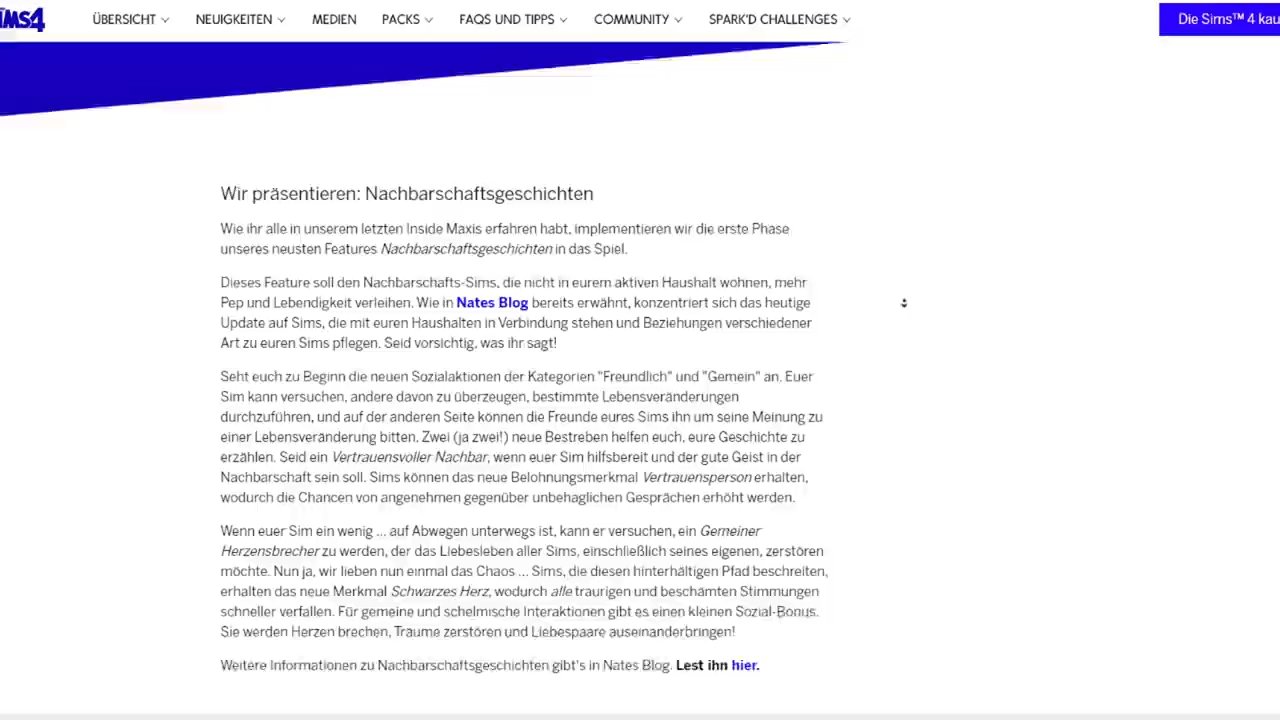 SIMS4
ÜBERSICHT
NEUIGKEITEN
MEDIEN
PACKS
FAQS UND TIPPS
COMMUNITY
SPARK'D CHALLENGES
Die Sims™ 4 kau
Wir präsentieren: Nachbarschaftsgeschichten
Wie ihr alle in unserem letzten Inside Maxis erfahren habt, implementieren wir die erste Phase
unseres neusten Features Nachbarschaftsgeschichten in das Spiel.
Dieses Feature soll den Nachbarschafts-Sims, die nicht in eurem aktiven Haushalt wohnen, mehr
Pep und Lebendigkeit verleihen. Wie in Nates Blog bereits erwähnt, konzentriert sich das heutige
Update auf Sims, die mit euren Haushalten in Verbindung stehen und Beziehungen verschiedener
Art zu euren Sims pflegen. Seid vorsichtig, was ihr sagt!
Seht euch zu Beginn die neuen Sozialaktionen der Kategorien "Freundlich" und "Gemein" an. Euer
Sim kann versuchen, andere davon zu überzeugen, bestimmte Lebensveränderungen
durchzuführen, und auf der anderen Seite können die Freunde eures Sims ihn um seine Meinung zu
einer Lebensveränderung bitten. Zwei (ja zwei!) neue Bestreben helfen euch, eure Geschichte zu
erzählen. Seid ein Vertrauensvoller Nachbar, wenn euer Sim hilfsbereit und der gute Geist in der
Nachbarschaft sein soll. Sims können das neue Belohnungsmerkmal Vertrauensperson erhalten,
wodurch die Chancen von angenehmen gegenüber unbehaglichen Gesprächen erhöht werden.
Wenn euer Sim ein wenig ... auf Abwegen unterwegs ist, kann er versuchen, ein Gemeiner
Herzensbrecher zu werden, der das Liebesleben aller Sims, einschließlich seines eigenen, zerstören
möchte. Nun ja, wir lieben nun einmal das Chaos ... Sims, die diesen hinterhältigen Pfad beschreiten,
erhalten das neue Merkmal Schwarzes Herz, wodurch alle traurigen und beschämten Stimmungen
schneller verfallen. Für gemeine und schelmische Interaktionen gibt es einen kleinen Sozial-Bonus.
Sie werden Herzen brechen, Träume zerstören und Liebespaare auseinanderbringen!
Weitere Informationen zu Nachbarschaftsgeschichten gibt's in Nates Blog. Lest ihn hier.